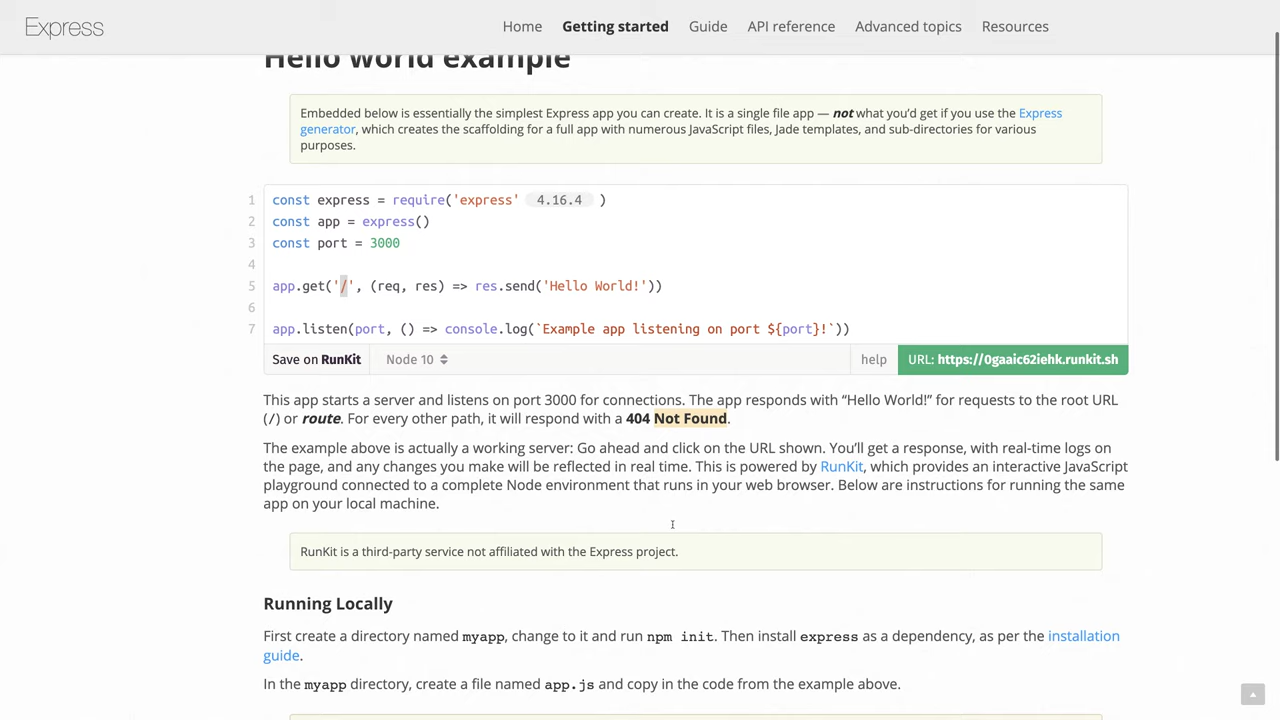 Express
Home Getting started Guide API reference Advanced topics Resources
Hello world example
Embedded below is essentially the simplest Express app you can create. It is a single file app — not what you’d get if you use the Express
generator, which creates the scaffolding for a full app with numerous JavaScript files, Jade templates, and sub-directories for various
purposes.
1 const express = require('express' 4.16.4 )
2 const app = express()
3 const port = 3000
4
5 app.get('/', (req, res) => res.send('Hello World!'))
6
7 app.listen(port, () => console.log(`Example app listening on port ${port}!`))
Save on RunKit Node 10 help URL: https://0gaaic62iehk.runkit.sh
This app starts a server and listens on port 3000 for connections. The app responds with “Hello World!” for requests to the root URL
(/) or route. For every other path, it will respond with a 404 Not Found.
The example above is actually a working server: Go ahead and click on the URL shown. You’ll get a response, with real-time logs on
the page, and any changes you make will be reflected in real time. This is powered by RunKit, which provides an interactive JavaScript
playground connected to a complete Node environment that runs in your web browser. Below are instructions for running the same
app on your local machine.
RunKit is a third-party service not affiliated with the Express project.
Running Locally
First create a directory named myapp, change to it and run npm init. Then install express as a dependency, as per the installation
guide.
In the myapp directory, create a file named app.js and copy in the code from the example above.